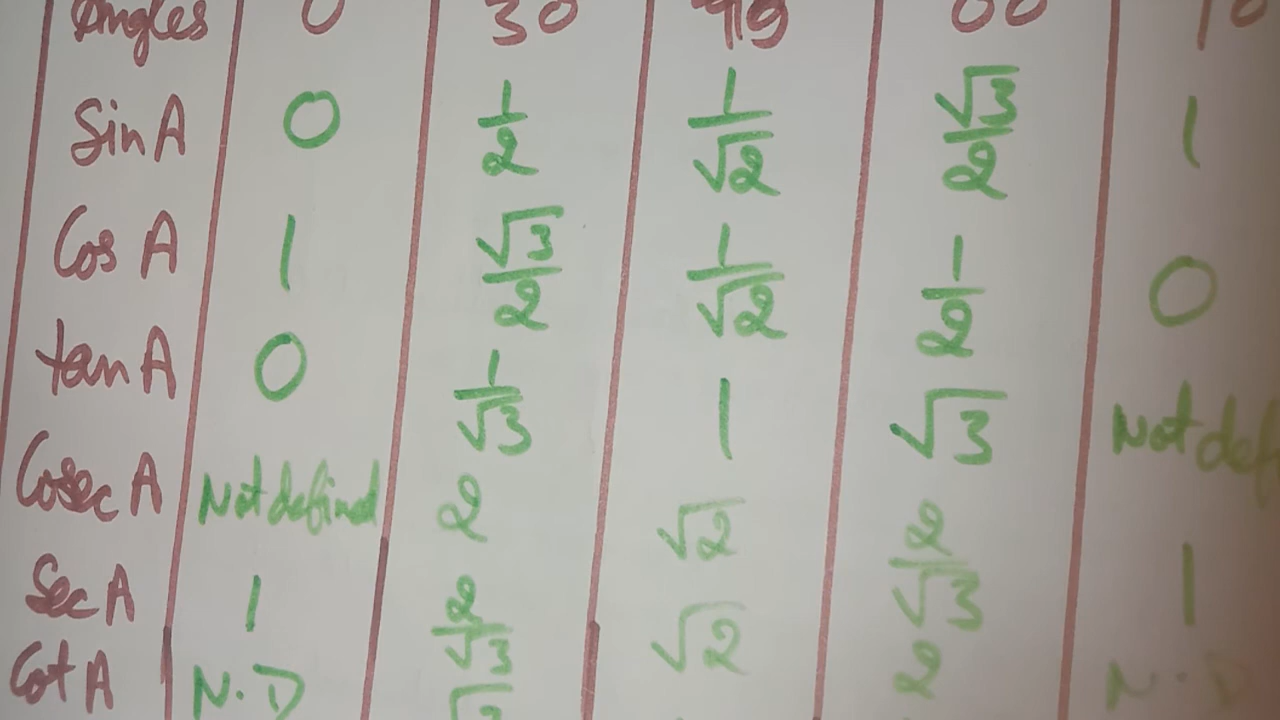 Angles 0 30 45 60 90
Sin A 0 1/2 1/√2 √3/2 1
Cos A 1 √3/2 1/√2 1/2 0
tan A 0 1/√3 1 √3 Not def
Cosec A Not defined 2 √2 2/√3 1
Sec A 1 2/√3 √2 2 N.D
Cot A N.D √3